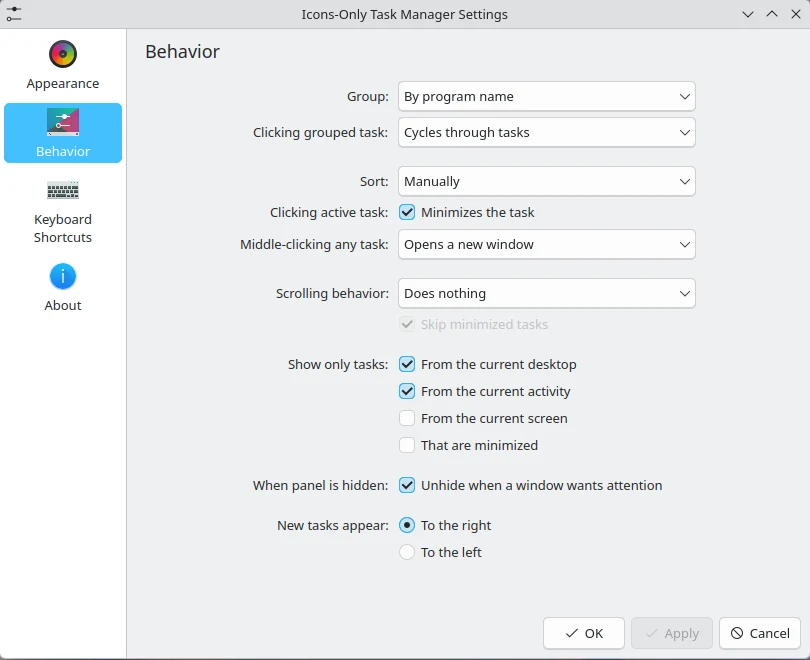 Icons-Only Task Manager Settings
Appearance
Behavior
Keyboard
Shortcuts
About
Behavior
Group: By program name
Clicking grouped task: Cycles through tasks
Sort: Manually
Clicking active task: Minimizes the task
Middle-clicking any task: Opens a new window
Scrolling behavior: Does nothing
Skip minimized tasks
Show only tasks: From the current desktop
From the current activity
From the current screen
That are minimized
When panel is hidden: Unhide when a window wants attention
New tasks appear: To the right
To the left
OK Apply Cancel